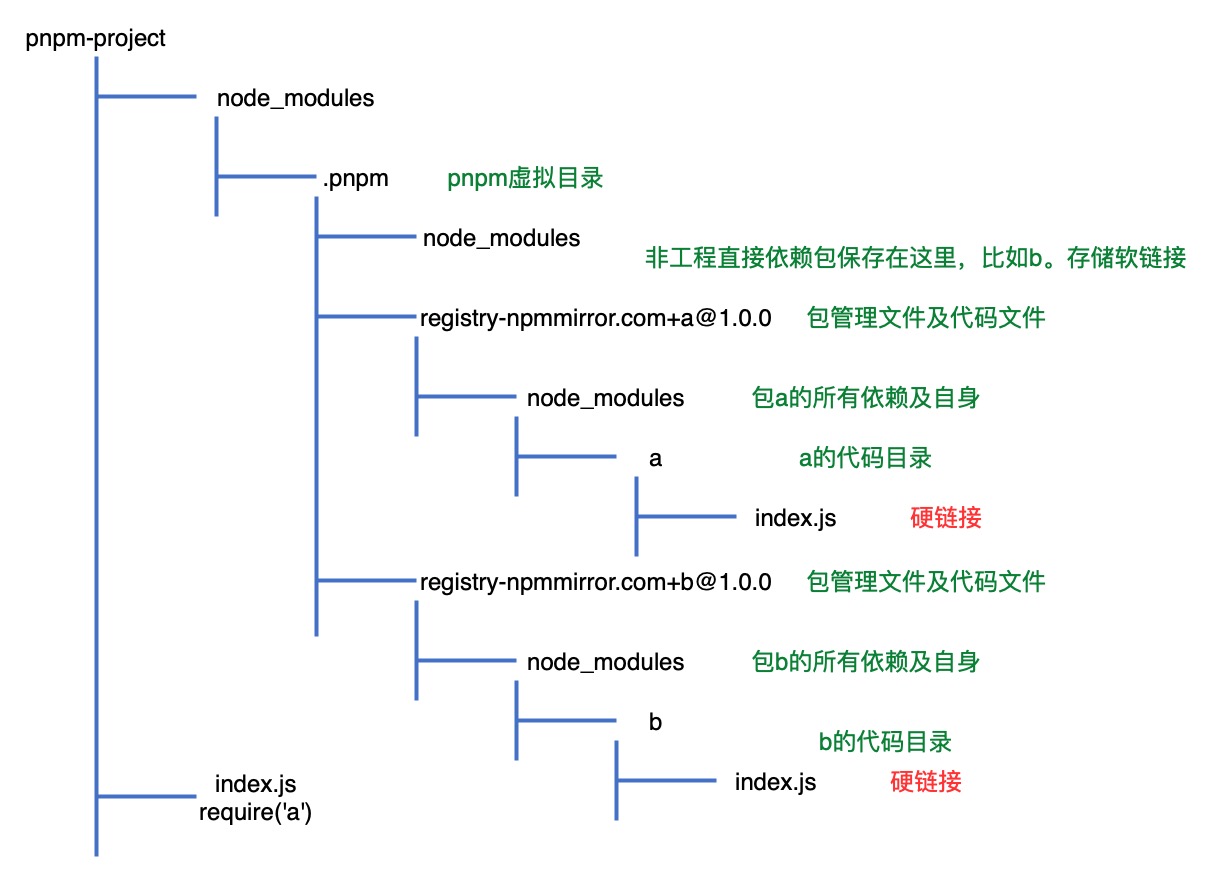 pnpm-project
node_modules
.pnpm
pnpm虚拟目录
node_modules
非工程直接依赖包保存在这里，比如b。存储软链接
registry-npmmirror.com+a@1.0.0
包管理文件及代码文件
node_modules
包a的所有依赖及自身
a
a的代码目录
index.js
硬链接
registry-npmmirror.com+b@1.0.0
包管理文件及代码文件
node_modules
包b的所有依赖及自身
b
b的代码目录
index.js
硬链接
index.js
require('a')